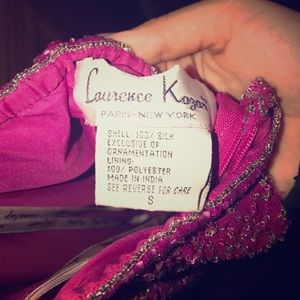 Laurence Kazar
PARIS-NEW YORK
SHELL: 100% SILK
EXCLUSIVE OF
ORNAMENTATION
LINING:
100% POLYESTER
MADE IN INDIA
SEE REVERSE FOR CARE
S